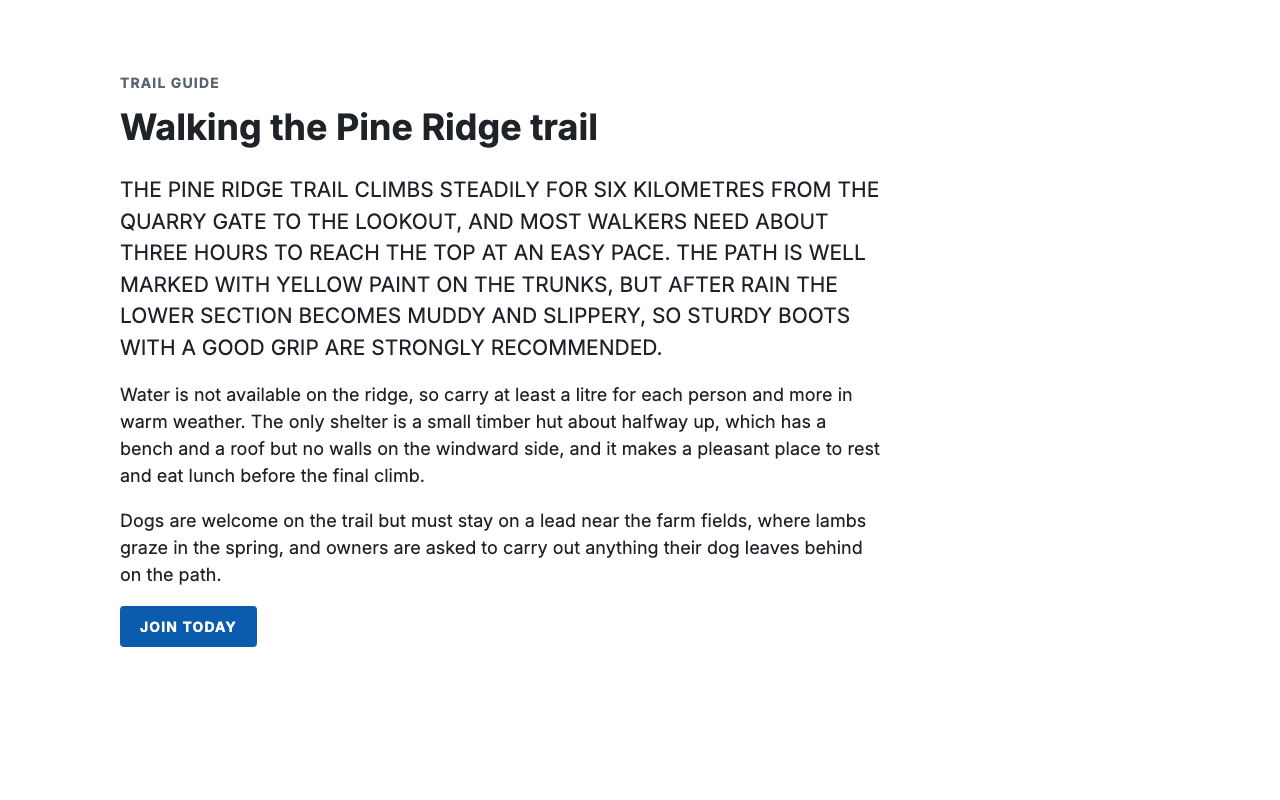 TRAIL GUIDE
Walking the Pine Ridge trail
THE PINE RIDGE TRAIL CLIMBS STEADILY FOR SIX KILOMETRES FROM THE
QUARRY GATE TO THE LOOKOUT, AND MOST WALKERS NEED ABOUT
THREE HOURS TO REACH THE TOP AT AN EASY PACE. THE PATH IS WELL
MARKED WITH YELLOW PAINT ON THE TRUNKS, BUT AFTER RAIN THE
LOWER SECTION BECOMES MUDDY AND SLIPPERY, SO STURDY BOOTS
WITH A GOOD GRIP ARE STRONGLY RECOMMENDED.
Water is not available on the ridge, so carry at least a litre for each person and more in
warm weather. The only shelter is a small timber hut about halfway up, which has a
bench and a roof but no walls on the windward side, and it makes a pleasant place to rest
and eat lunch before the final climb.
Dogs are welcome on the trail but must stay on a lead near the farm fields, where lambs
graze in the spring, and owners are asked to carry out anything their dog leaves behind
on the path.
JOIN TODAY